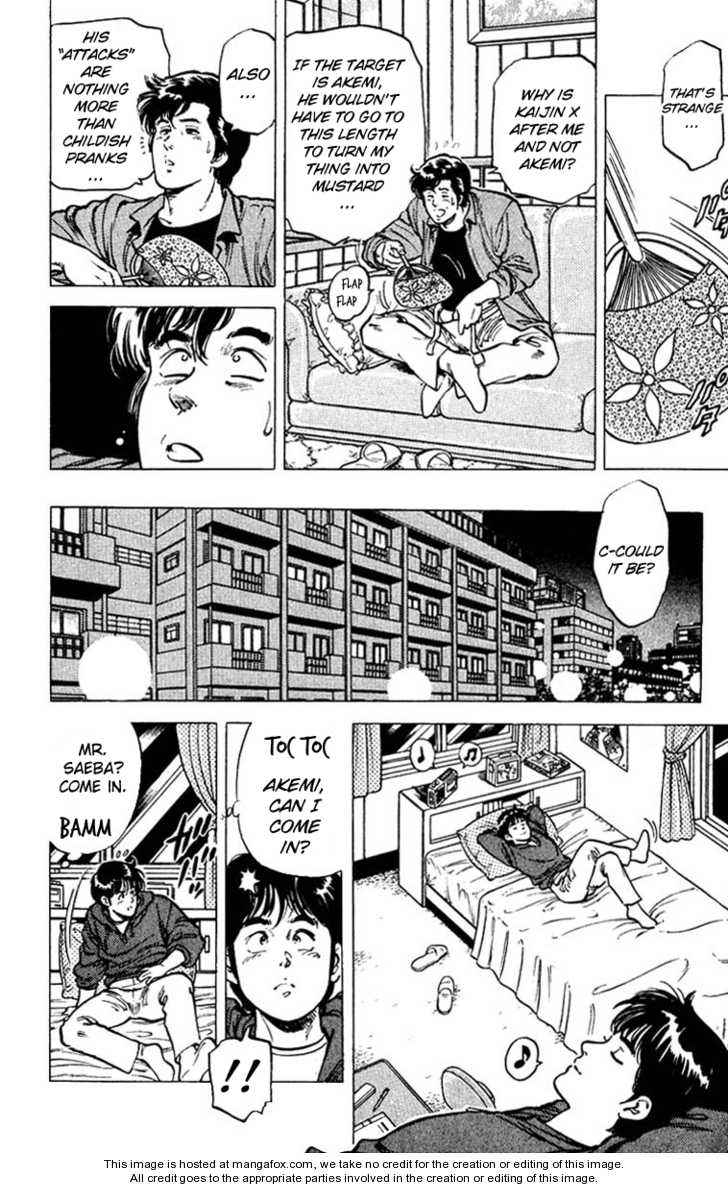 THAT'S
STRANGE
...
WHY IS
KAIJIN X
AFTER ME
AND NOT
AKEMI?
IF THE TARGET
IS AKEMI,
HE WOULDN'T
HAVE TO GO TO
THIS LENGTH
TO TURN MY
THING INTO
MUSTARD
...
FLAP
FLAP
ALSO
...
HIS
"ATTACKS"
ARE
NOTHING
MORE
THAN
CHILDISH
PRANKS
...
C-COULD
IT BE?
TOC TOC
AKEMI,
CAN I
COME
IN?
!!
MR.
SAEBA?
COME IN.
BAMM
This image is hosted at mangafox.com, we take no credit for the creation or editing of this image.
All credit goes to the appropriate parties involved in the creation or editing of this image.